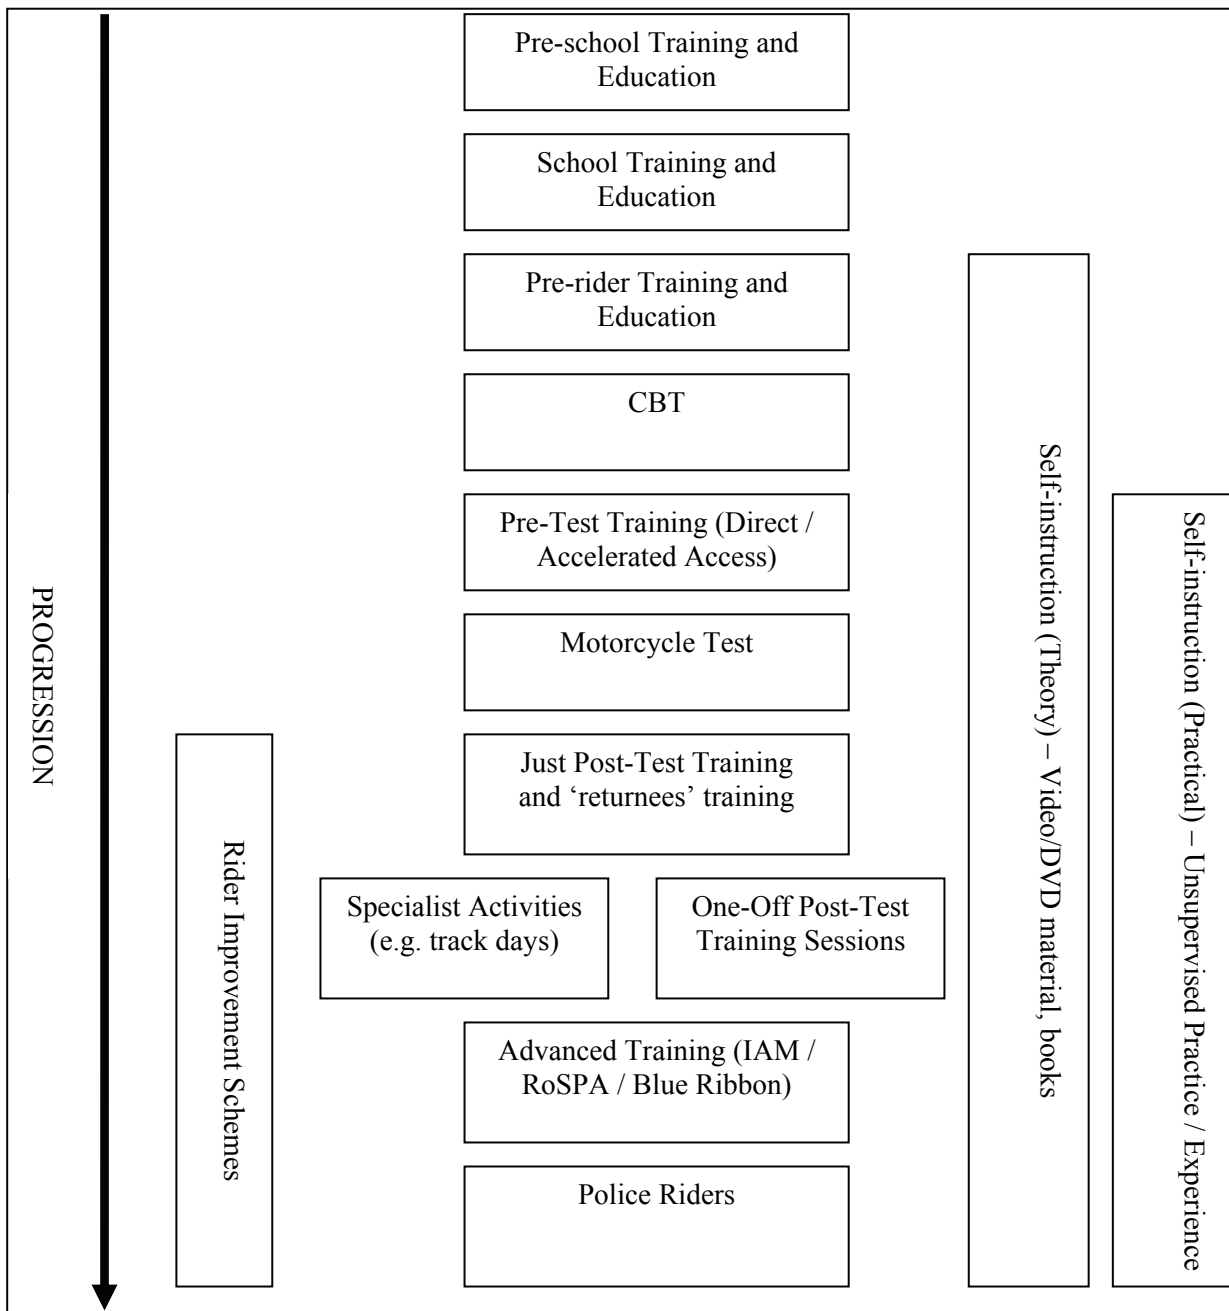 Pre-school Training and
Education
School Training and
Education
Pre-rider Training and
Education
CBT
Pre-Test Training (Direct /
Accelerated Access)
Motorcycle Test
Just Post-Test Training
and ‘returnees’ training
Specialist Activities
(e.g. track days)
One-Off Post-Test
Training Sessions
Advanced Training (IAM /
RoSPA / Blue Ribbon)
Police Riders
PROGRESSION
Rider Improvement Schemes
Self-instruction (Theory) – Video/DVD material, books
Self-instruction (Practical) – Unsupervised Practice / Experience